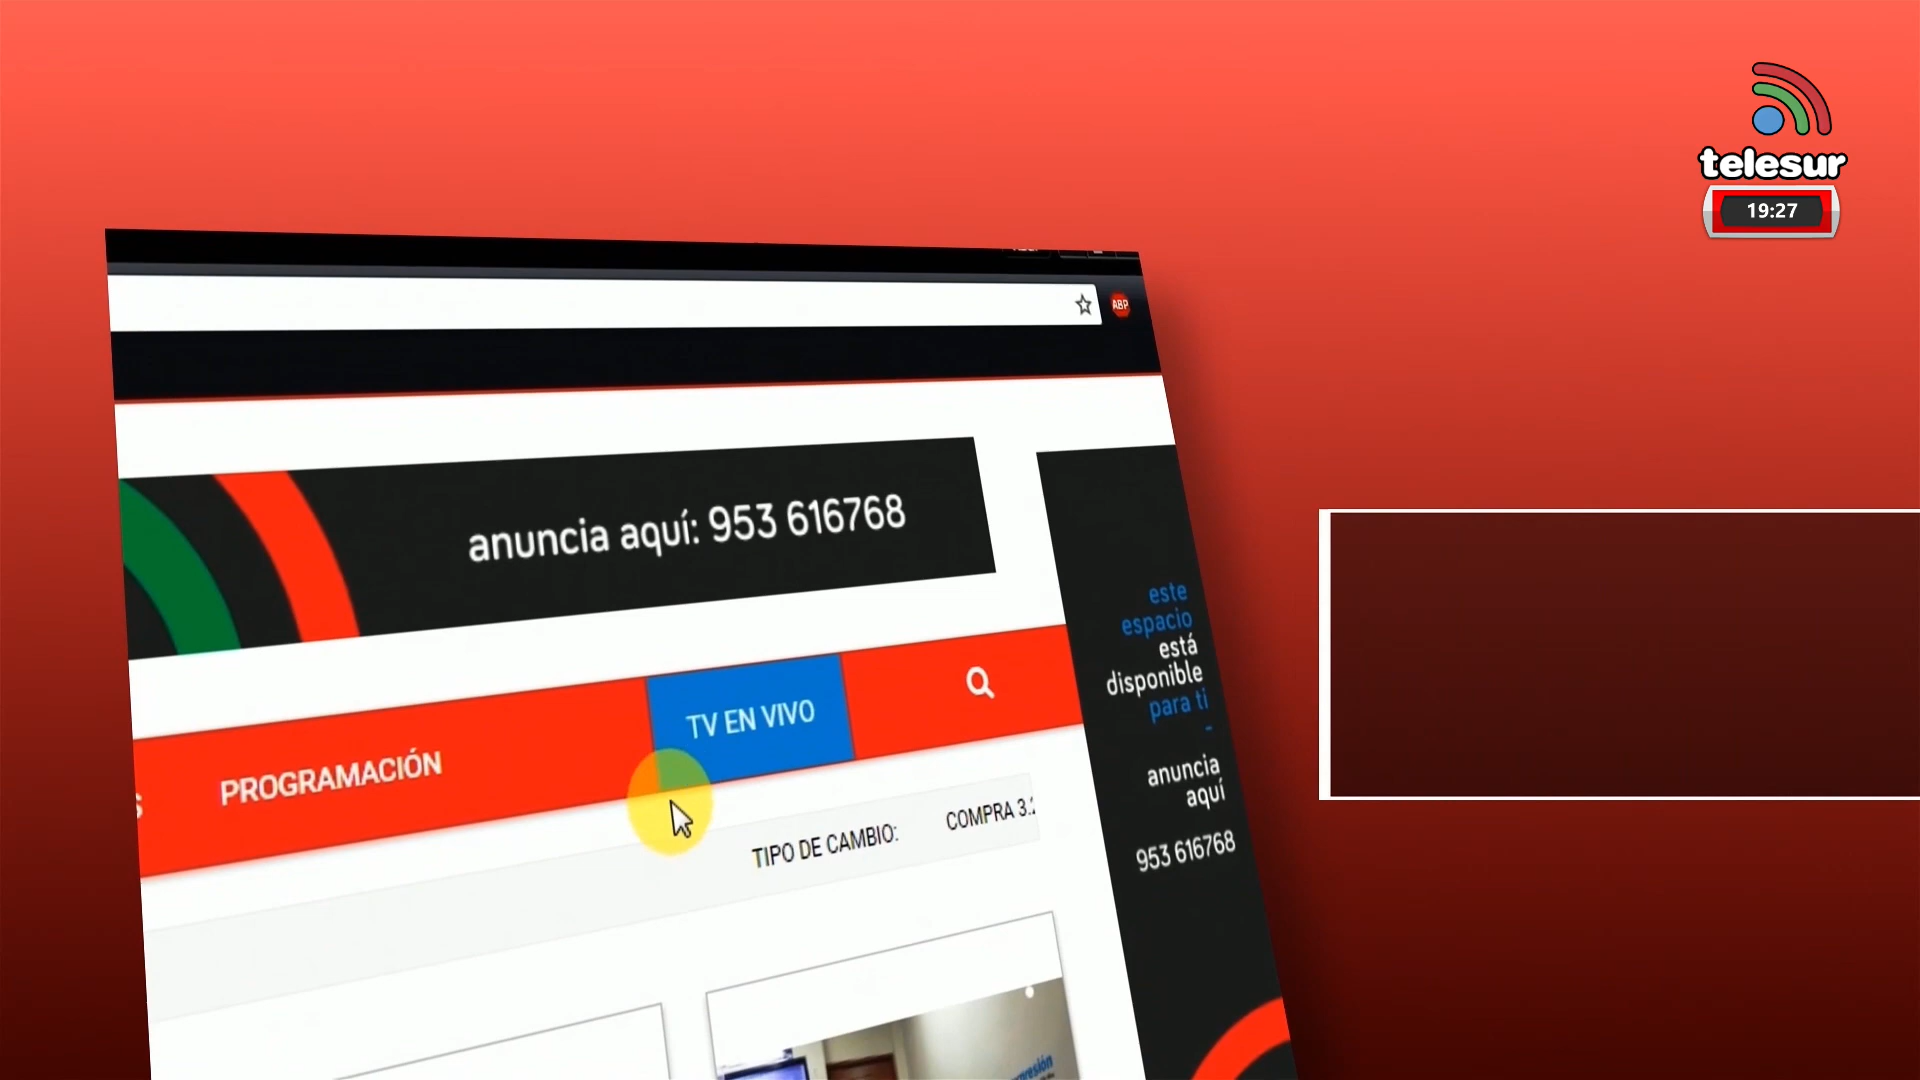 telesur
19:27
ABP
anuncia aquí: 953 616768
este
espacio
está
disponible
para ti
-
anuncia
aquí
953 616768
PROGRAMACIÓN
TV EN VIVO
TIPO DE CAMBIO:
COMPRA 3.